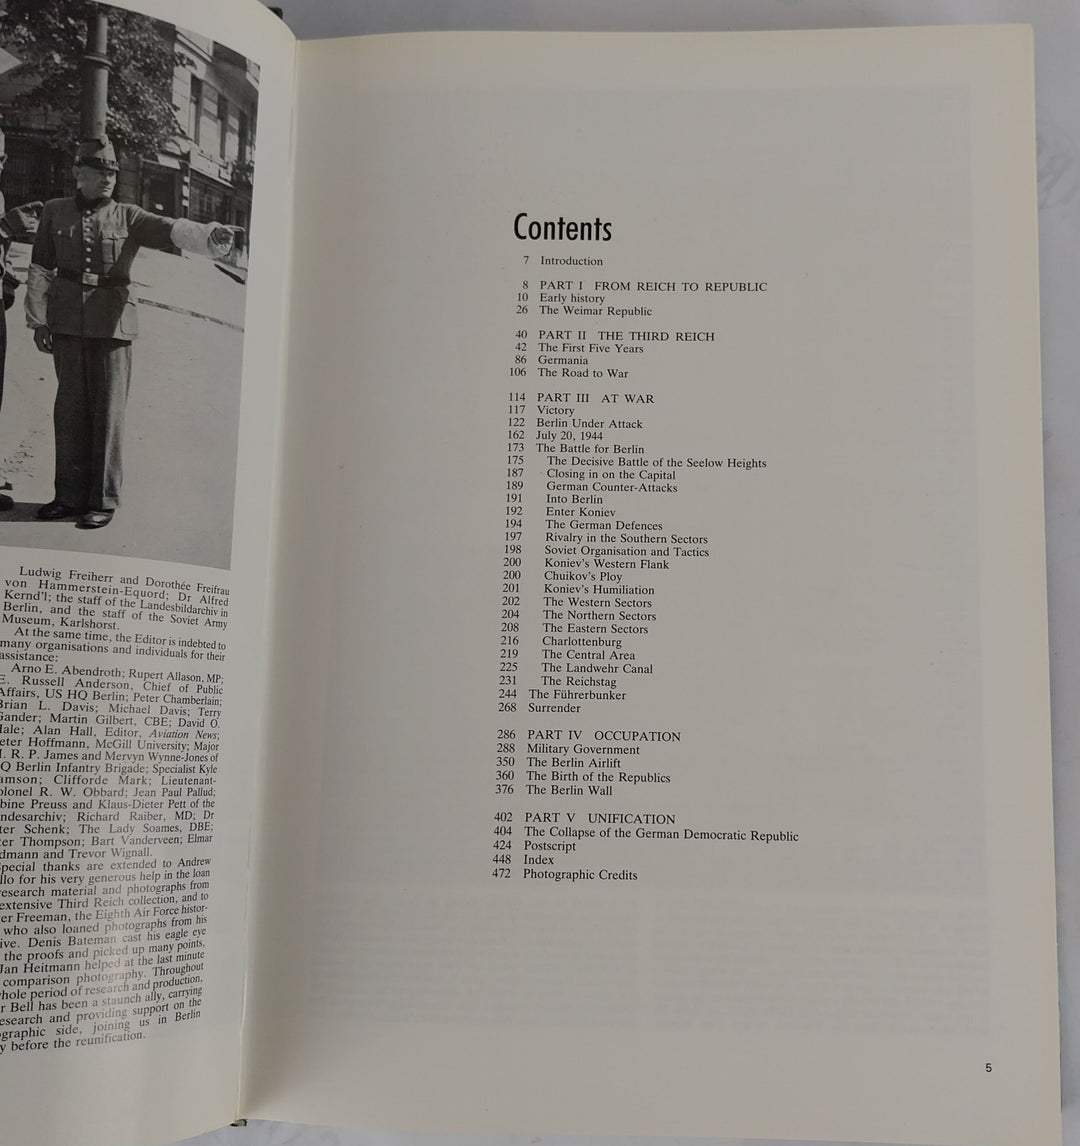 Ludwig Freiherr and Dorothée Freifrau
von Hammerstein-Equord; Dr Alfred
Kernd'l; the staff of the Landesbildarchiv in
Berlin, and the staff of the Soviet Army
Museum, Karlshorst.
At the same time, the Editor is indebted to
many organisations and individuals for their
assistance:
Arno E. Abendroth; Rupert Allason, MP;
E. Russell Anderson, Chief of Public
Affairs, US HQ Berlin; Peter Chamberlain;
Brian L. Davis; Michael Davis; Terry
Gander; Martin Gilbert, CBE; David O.
Hale; Alan Hall, Editor, Aviation News;
eter Hoffmann, McGill University; Major
I. R. P. James and Mervyn Wynne-Jones of
Q Berlin Infantry Brigade; Specialist Kyle
amson; Clifforde Mark; Lieutenant-
olonel R. W. Obbard; Jean Paul Pallud;
bine Preuss and Klaus-Dieter Pett of the
ndesarchiv; Richard Raiber, MD; Dr
ter Schenk; The Lady Soames, DBE;
ter Thompson; Bart Vanderveen; Elmar
dmann and Trevor Wignall.
pecial thanks are extended to Andrew
llo for his very generous help in the loan
research material and photographs from
extensive Third Reich collection, and to
er Freeman, the Eighth Air Force histor-
who also loaned photographs from his
ive. Denis Bateman cast his eagle eye
the proofs and picked up many points,
Jan Heitmann helped at the last minute
comparison photography. Throughout
whole period of research and production,
r Bell has been a staunch ally, carrying
esearch and providing support on the
ographic side, joining us in Berlin
y before the reunification.
Contents
7 Introduction
8 PART I FROM REICH TO REPUBLIC
10 Early history
26 The Weimar Republic
40 PART II THE THIRD REICH
42 The First Five Years
86 Germania
106 The Road to War
114 PART III AT WAR
117 Victory
122 Berlin Under Attack
162 July 20, 1944
173 The Battle for Berlin
175 The Decisive Battle of the Seelow Heights
187 Closing in on the Capital
189 German Counter-Attacks
191 Into Berlin
192 Enter Koniev
194 The German Defences
197 Rivalry in the Southern Sectors
198 Soviet Organisation and Tactics
200 Koniev's Western Flank
200 Chuikov's Ploy
201 Koniev's Humiliation
202 The Western Sectors
204 The Northern Sectors
208 The Eastern Sectors
216 Charlottenburg
219 The Central Area
225 The Landwehr Canal
231 The Reichstag
244 The Führerbunker
268 Surrender
286 PART IV OCCUPATION
288 Military Government
350 The Berlin Airlift
360 The Birth of the Republics
376 The Berlin Wall
402 PART V UNIFICATION
404 The Collapse of the German Democratic Republic
424 Postscript
448 Index
472 Photographic Credits
5